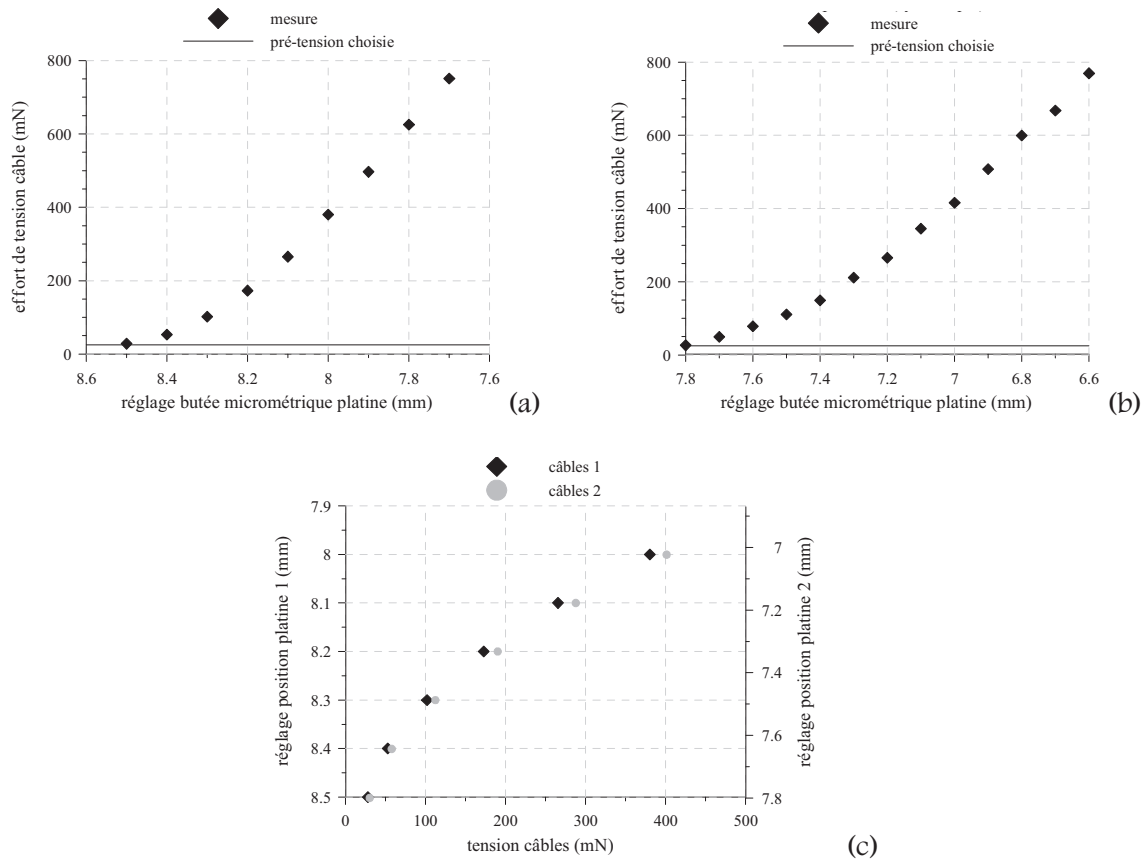 mesure
pré-tension choisie
800
600
400
200
0
8.6 8.4 8.2 8 7.8 7.6
effort de tension câble (mN)
réglage butée micrométrique platine (mm)
(a)
mesure
pré-tension choisie
800
600
400
200
0
7.8 7.6 7.4 7.2 7 6.8 6.6
effort de tension câble (mN)
réglage butée micrométrique platine (mm)
(b)
câbles 1
câbles 2
7.9
8
8.1
8.2
8.3
8.4
8.5
réglage position platine 1 (mm)
0 100 200 300 400 500
tension câbles (mN)
7
7.2
7.4
7.6
7.8
réglage position platine 2 (mm)
(c)